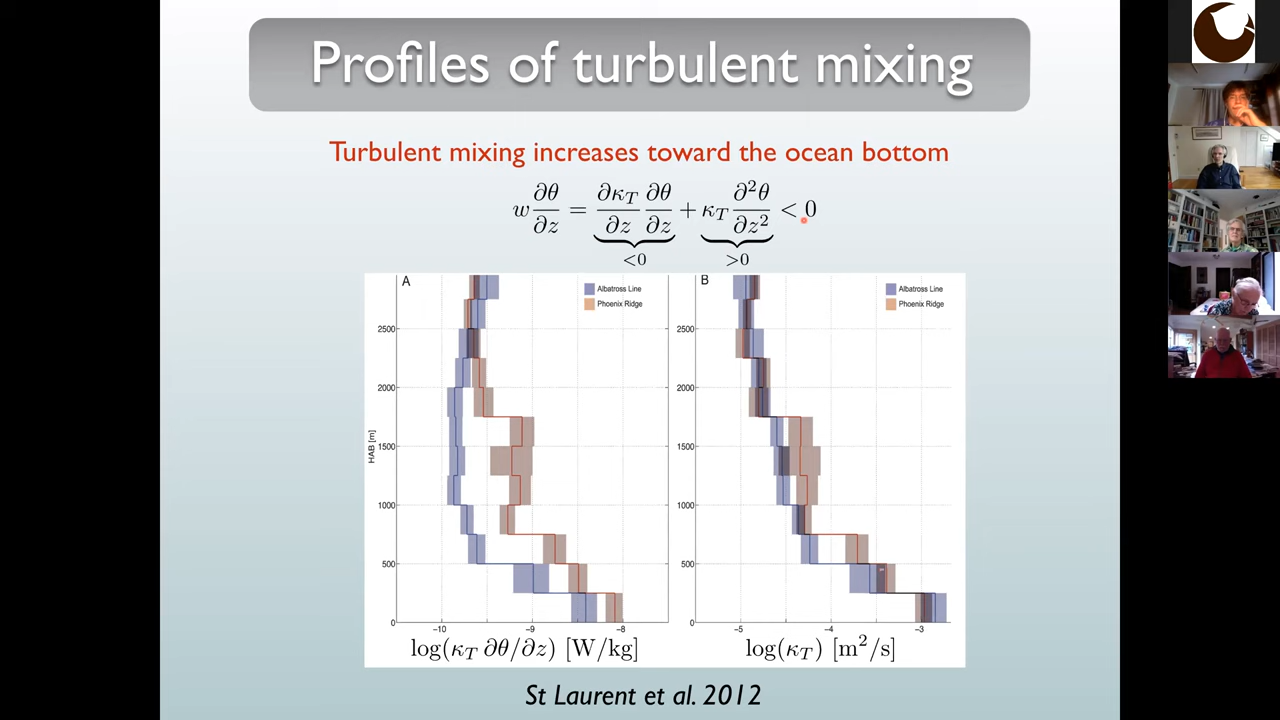 Profiles of turbulent mixing
Turbulent mixing increases toward the ocean bottom
w ∂θ/∂z = ∂κ_T/∂z ∂θ/∂z + κ_T ∂²θ/∂z² < 0
<0 >0
A
Albatross Line
Phoenix Ridge
B
Albatross Line
Phoenix Ridge
HAB [m]
2500
2000
1500
1000
500
0
2500
2000
1500
1000
500
0
−10 −9 −8
−5 −4 −3
log(κ_T ∂θ/∂z) [W/kg]
log(κ_T) [m²/s]
St Laurent et al. 2012